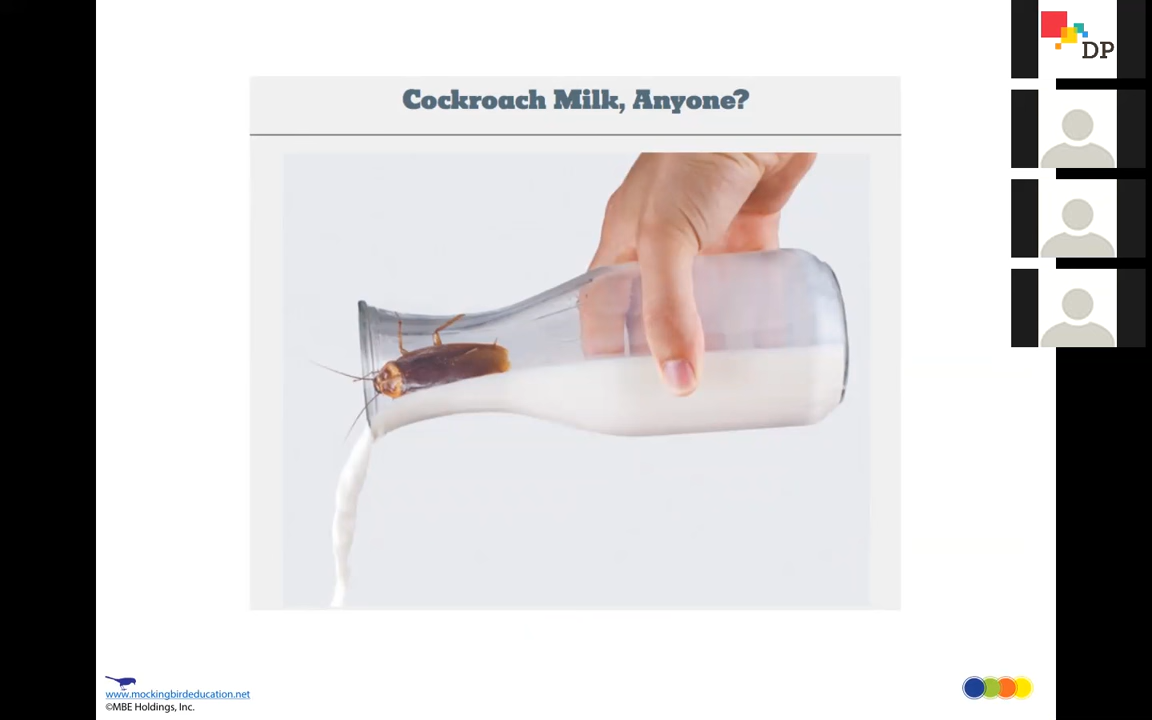 Cockroach Milk, Anyone?
DP
www.mockingbirdeducation.net
©MBE Holdings, Inc.